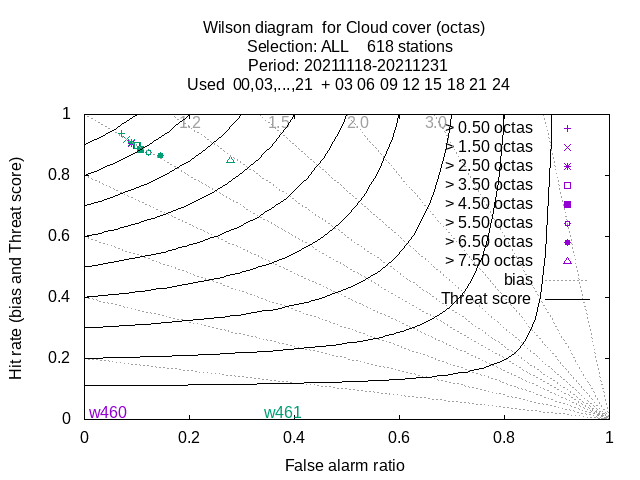 Wilson diagram  for Cloud cover (octas)
Selection: ALL    618 stations
Period: 20211118-20211231
Used  00,03,...,21  + 03 06 09 12 15 18 21 24
Hit rate (bias and Threat score)
1
0.8
0.6
0.4
0.2
0
1.2
1.5
2.0
3.0
> 0.50 octas
> 1.50 octas
> 2.50 octas
> 3.50 octas
> 4.50 octas
> 5.50 octas
> 6.50 octas
> 7.50 octas
bias
Threat score
w460
w461
0
0.2
0.4
0.6
0.8
1
False alarm ratio